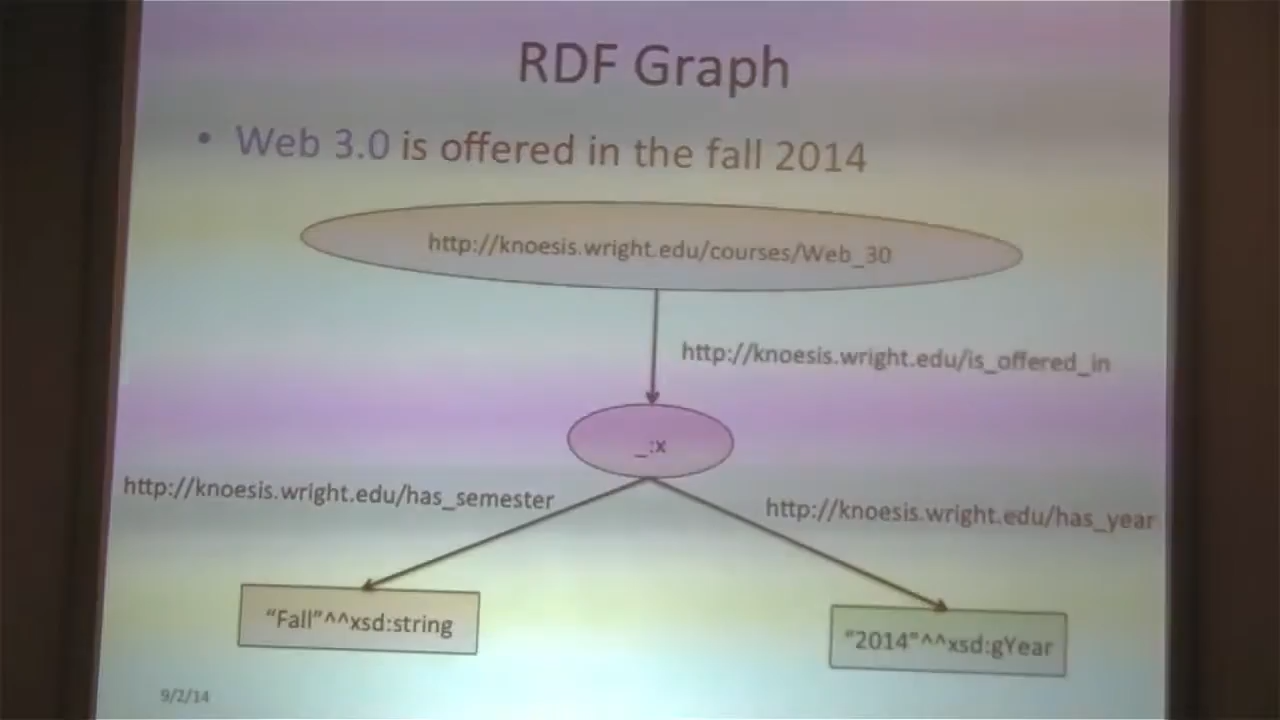 RDF Graph
• Web 3.0 is offered in the fall 2014
http://knoesis.wright.edu/courses/Web_30
http://knoesis.wright.edu/is_offered_in
_:x
http://knoesis.wright.edu/has_semester
http://knoesis.wright.edu/has_year
“Fall”^^xsd:string
“2014”^^xsd:gYear
9/2/14